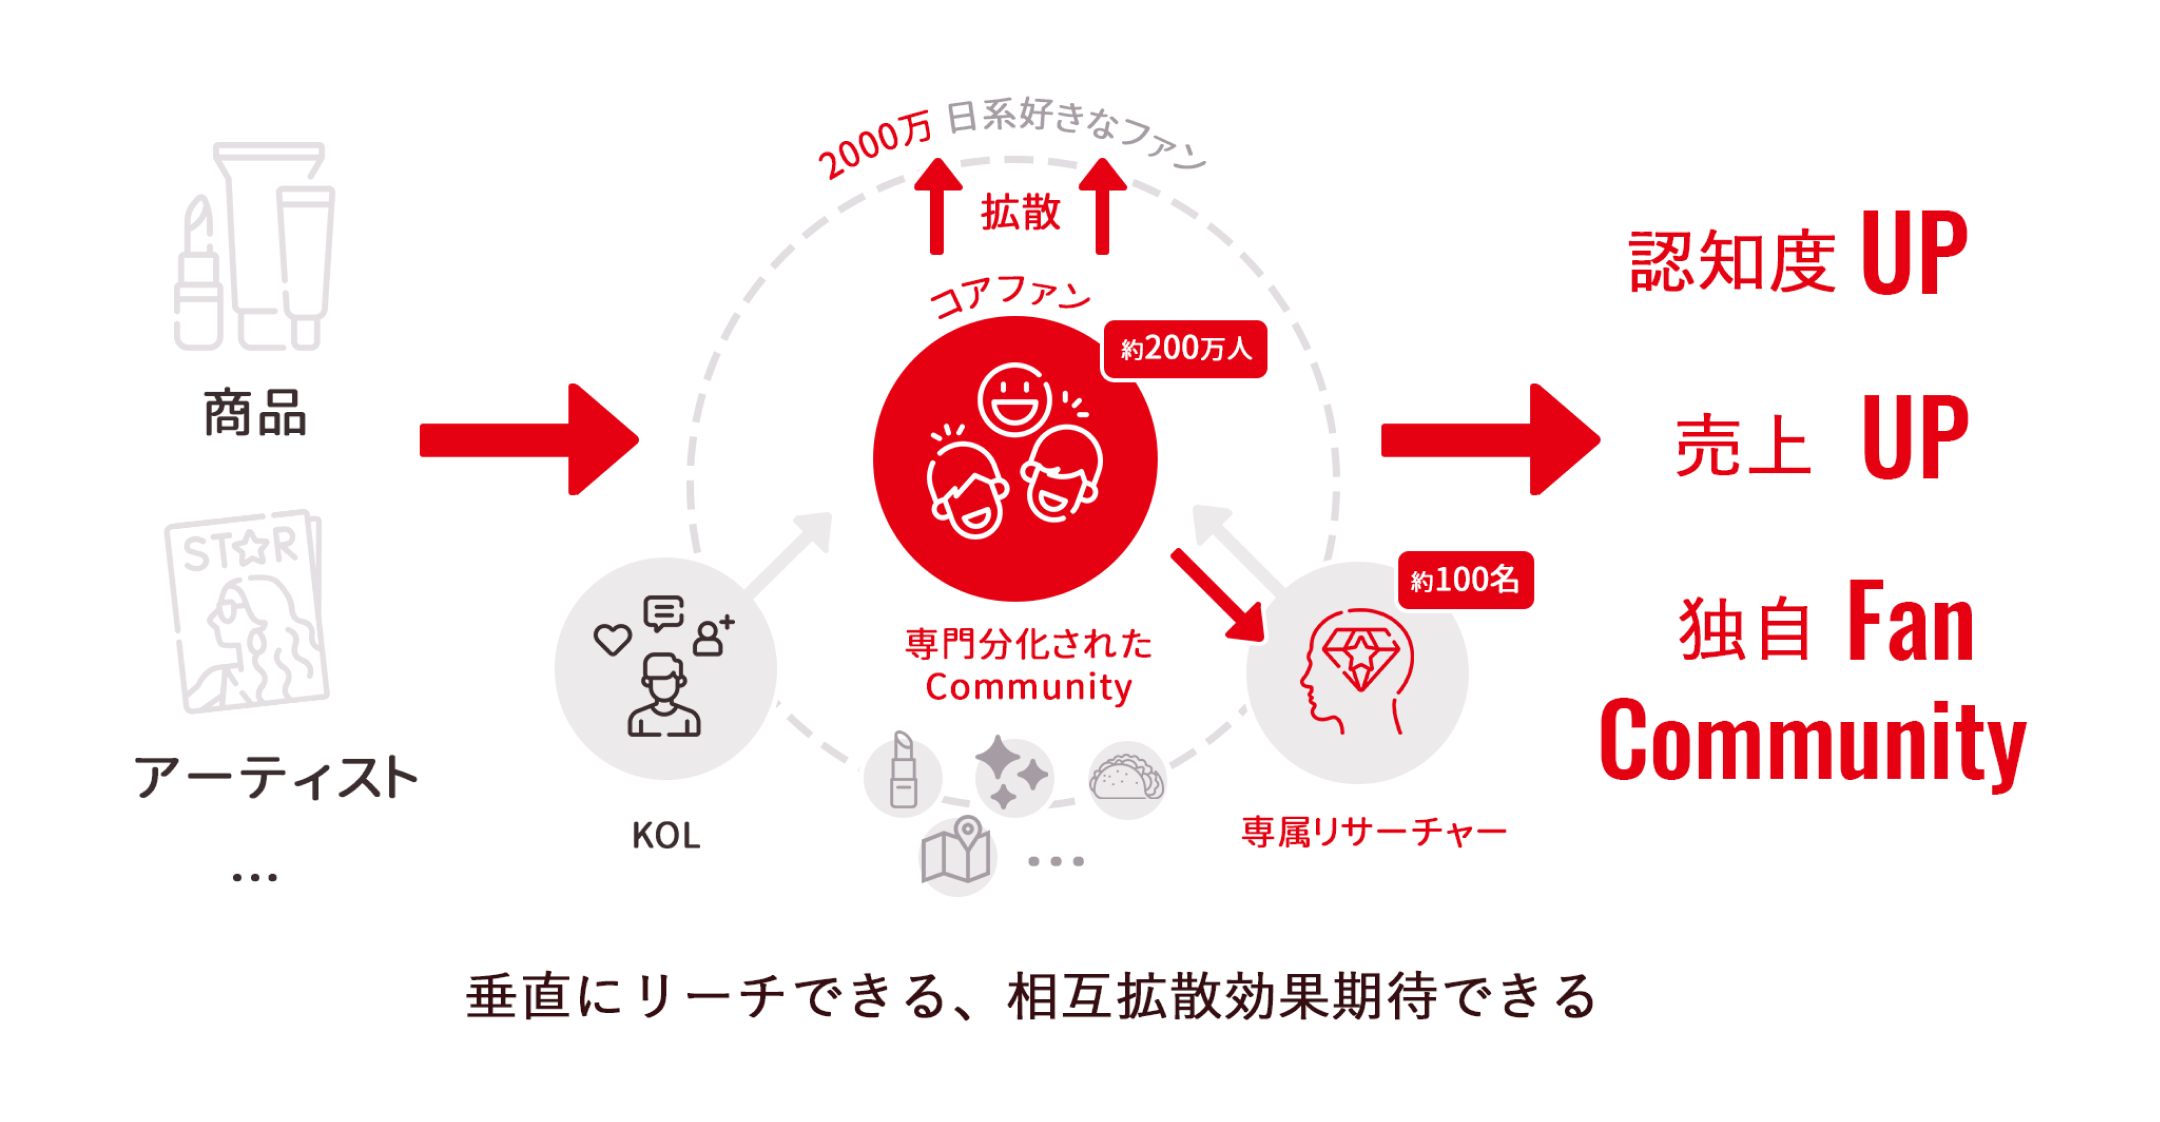 商品
STAR
アーティスト
…
2000万 日系好きなファン
拡散
コアファン
約200万人
専門分化された
Community
KOL
…
約100名
専属リサーチャー
認知度 UP
売上 UP
独自 Fan
Community
垂直にリーチできる、相互拡散効果期待できる